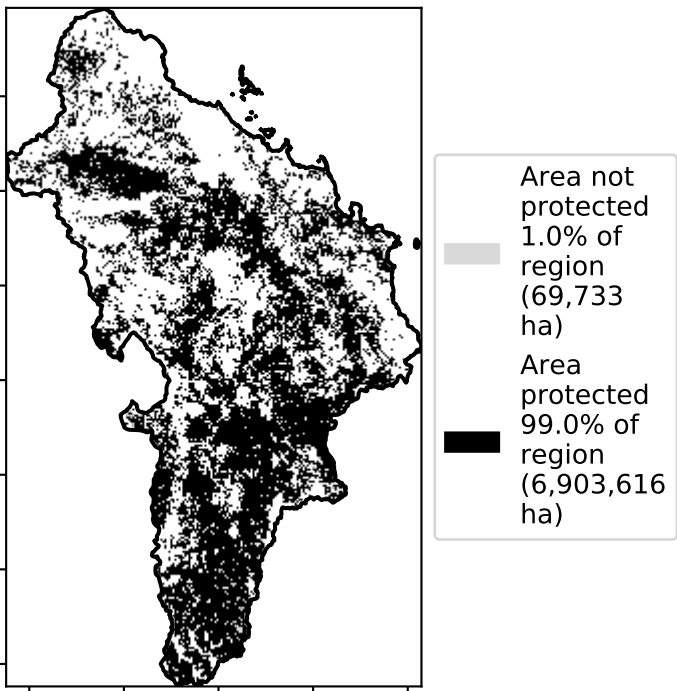 Area not
protected
1.0% of
region
(69,733
ha)
Area
protected
99.0% of
region
(6,903,616
ha)